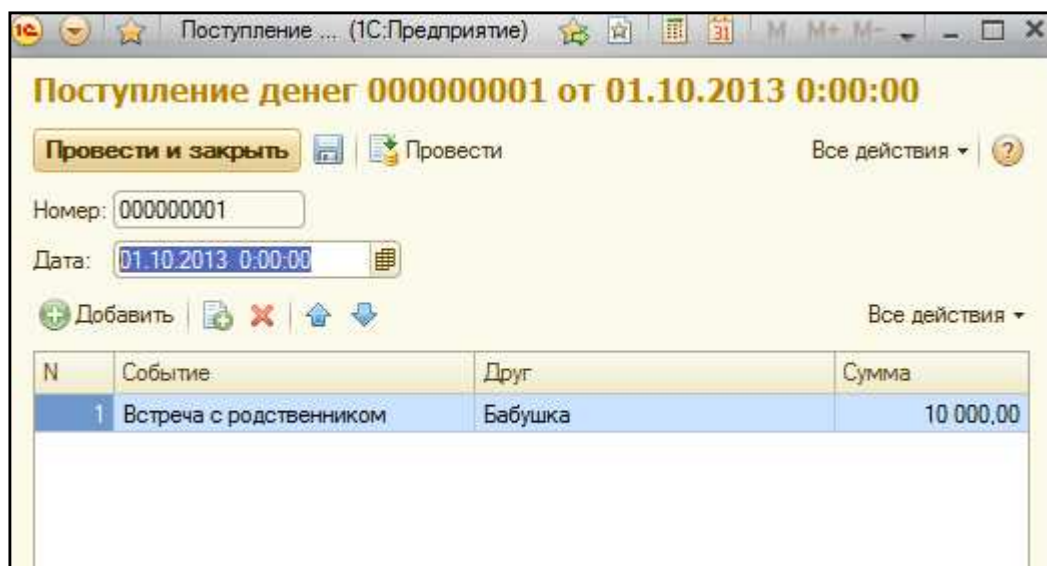 1С Поступление ... (1С:Предприятие) 31 M M+ M-
Поступление денег 000000001 от 01.10.2013 0:00:00
Провести и закрыть Провести Все действия ?
Номер: 000000001
Дата: 01.10.2013 0:00:00
Добавить Все действия
N Событие Друг Сумма
1 Встреча с родственником Бабушка 10 000,00